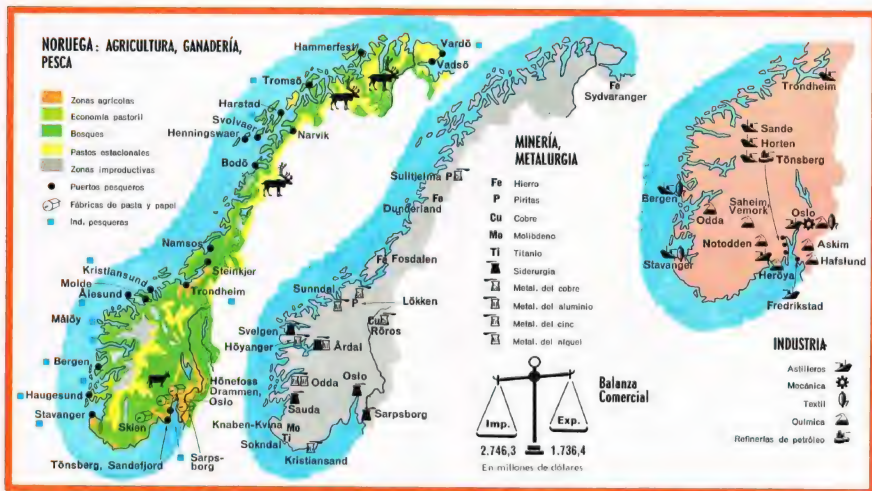 NORUEGA: AGRICULTURA, GANADERÍA,
PESCA
Zonas agrícolas
Economía pastoril
Bosques
Pastos estacionales
Zonas improductivas
Puertos pesqueros
Fábricas de pasta y papel
Ind. pesqueras
Hammerfest
Vardö
Vadsö
Tromsö
Harstad
Svolvaer
Henningswaer
Narvik
Bodö
Namsos
Steinkjer
Kristiansund
Trondheim
Molde
Ålesund
Målöy
Bergen
Haugesund
Stavanger
Hönefoss
Drammen,
Oslo
Skien
Sarps-
borg
Tönsberg, Sandefjord
Fe
Sydvaranger
Sulitjelma P
Fe
Dunderland
Fe Fosdalen
Sunndal
P
Lökken
Cu
Röros
Svelgen
Höyanger
Årdal
Odda
Oslo
Sauda
Sarpsborg
Knaben-Kvina Mo
Sokndal Ti
Kristiansand
MINERÍA,
METALURGIA
Fe Hierro
P Piritas
Cu Cobre
Mo Molibdeno
Ti Titanio
Siderurgia
Metal. del cobre
Metal. del aluminio
Metal. del cinc
Metal. del níquel
Balanza
Comercial
Imp.
Exp.
2.746,3
1.736,4
En millones de dólares
Trondheim
Sande
Horten
Tönsberg
Bergen
Odda
Saheim,
Vemork
Oslo
Notodden
Askim
Stavanger
Heröya
Hafslund
Fredrikstad
INDUSTRIA
Astilleros
Mecánica
Textil
Química
Refinerías de petróleo